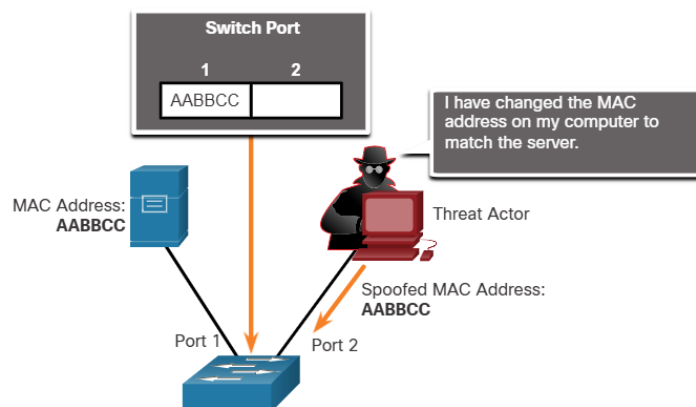 Switch Port
1 2
AABBCC
I have changed the MAC
address on my computer to
match the server.
MAC Address:
AABBCC
Threat Actor
Spoofed MAC Address:
AABBCC
Port 1
Port 2